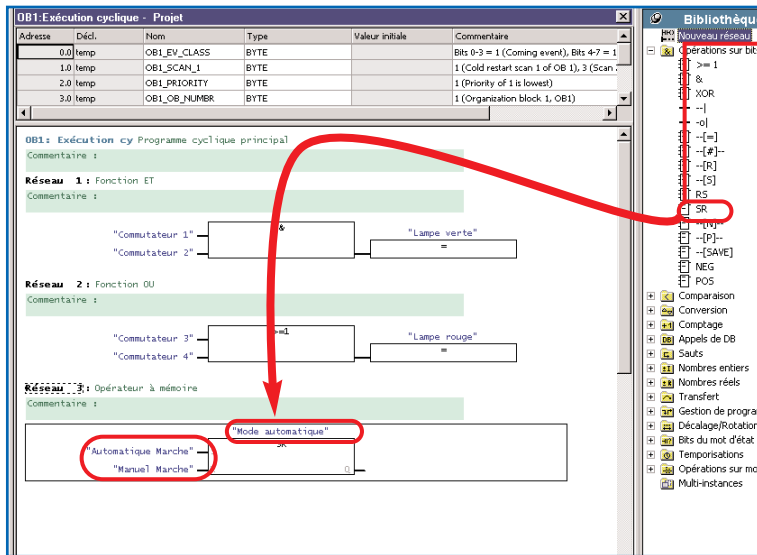 OB1:Exécution cyclique - Projet
Adresse Décl. Nom Type Valeur initiale Commentaire
0.0 temp OB1_EV_CLASS BYTE Bits 0-3 = 1 (Coming event), Bits 4-7 = 1
1.0 temp OB1_SCAN_1 BYTE 1 (Cold restart scan 1 of OB 1), 3 (Scan
2.0 temp OB1_PRIORITY BYTE 1 (Priority of 1 is lowest)
3.0 temp OB1_OB_NUMBR BYTE 1 (Organization block 1, OB1)
OB1: Exécution cy Programme cyclique principal
Commentaire :
Réseau 1 : Fonction ET
Commentaire :
&
"Commutateur 1" "Lampe verte"
"Commutateur 2" =
Réseau 2 : Fonction OU
Commentaire :
>=1
"Commutateur 3" "Lampe rouge"
"Commutateur 4" =
Réseau 3 : Opérateur à mémoire
Commentaire :
"Mode automatique"
SR
"Automatique Marche"
"Manuel Marche" Q
Bibliothèqu
Nouveau réseau
Opérations sur bits
>= 1
&
XOR
--|
-o|
--[=]
--[#]--
--[R]
--[S]
RS
SR
--[N]--
--[P]--
--[SAVE]
NEG
POS
Comparaison
Conversion
Comptage
Appels de DB
Sauts
Nombres entiers
Nombres réels
Transfert
Gestion de progra
Décalage/Rotation
Bits du mot d'état
Temporisations
Opérations sur mo
Multi-instances